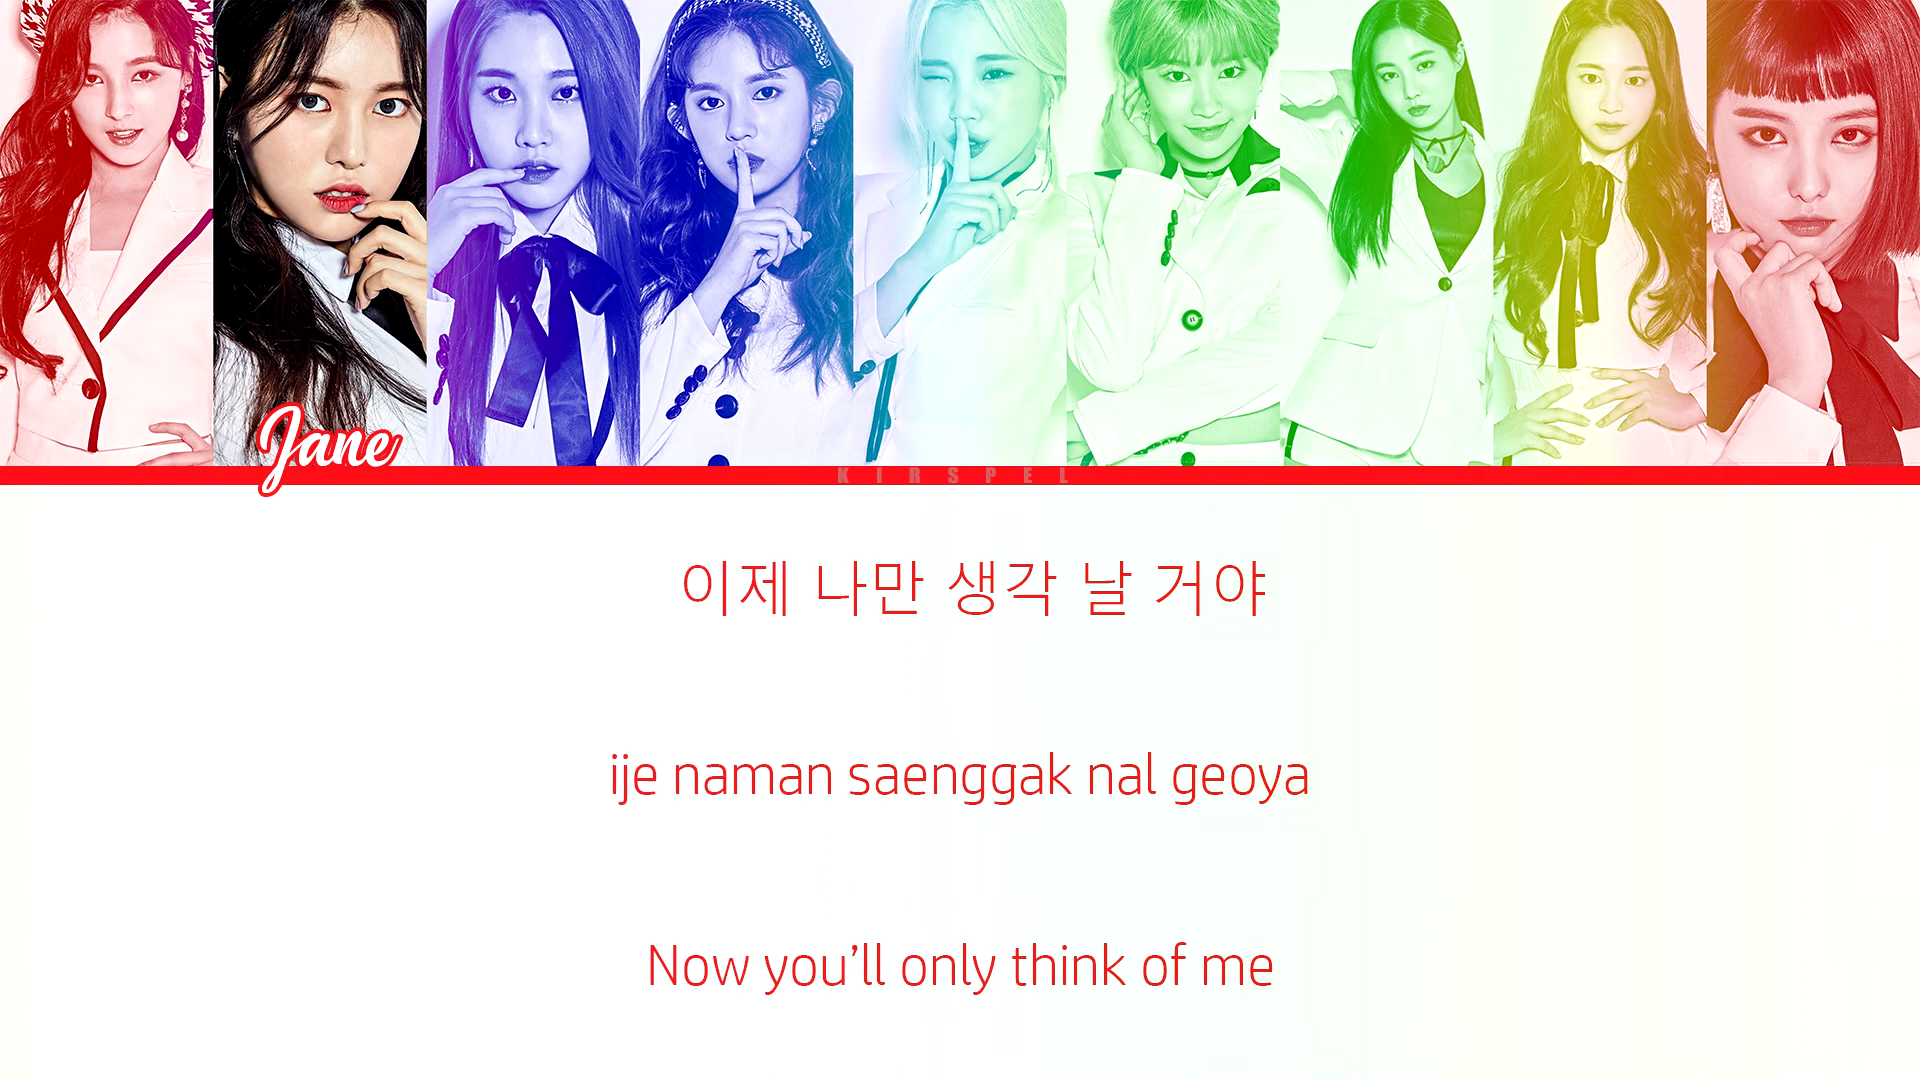 Jane
KIRSPEL
이제 나만 생각 날 거야
ije naman saenggak nal geoya
Now you’ll only think of me